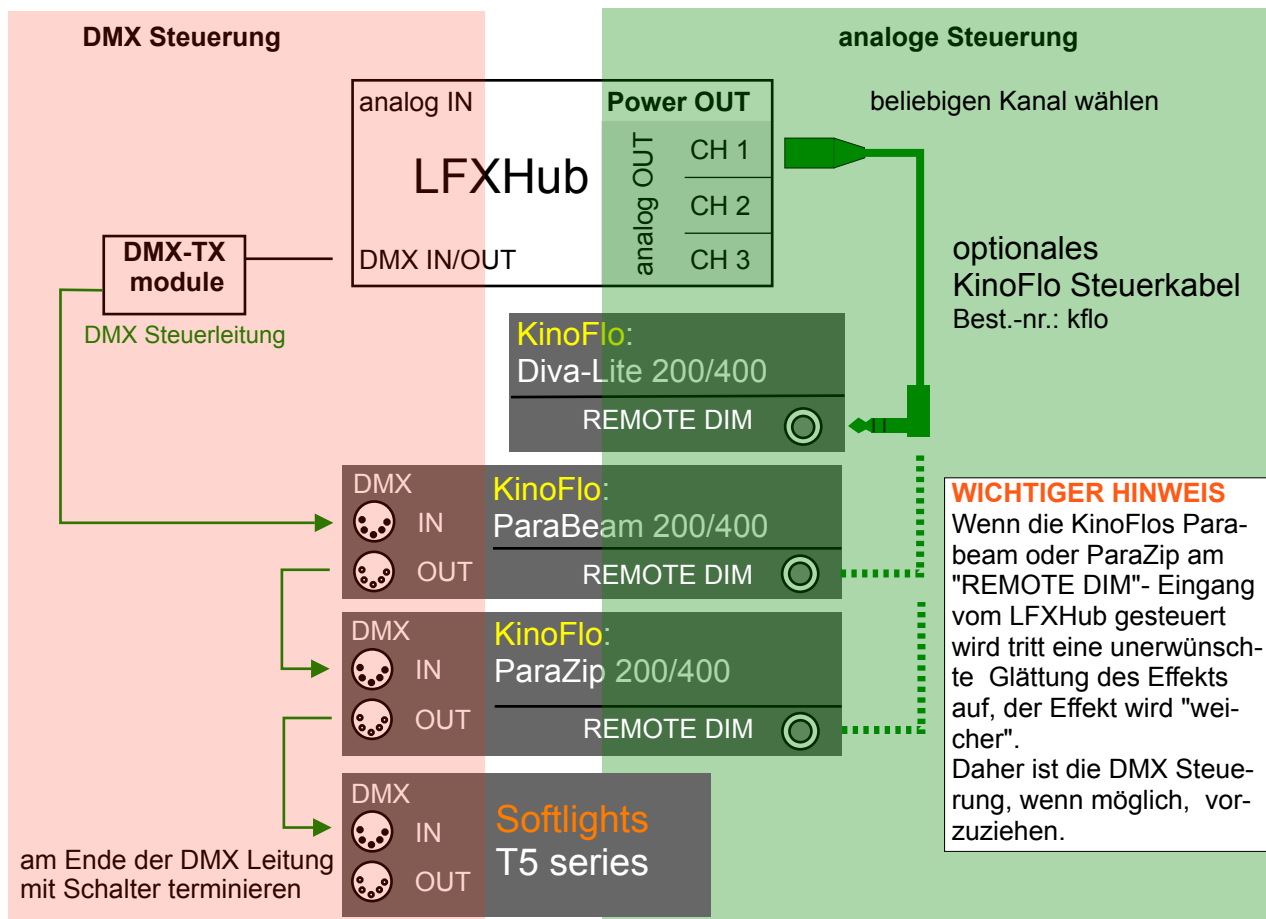 DMX Steuerung
analoge Steuerung
analog IN
Power OUT
beliebigen Kanal wählen
LFXHub
analog OUT
CH 1
CH 2
CH 3
DMX IN/OUT
DMX-TX
module
DMX Steuerleitung
optionales
KinoFlo Steuerkabel
Best.-nr.: kflo
KinoFlo:
Diva-Lite 200/400
REMOTE DIM
DMX
IN
OUT
KinoFlo:
ParaBeam 200/400
REMOTE DIM
DMX
IN
OUT
KinoFlo:
ParaZip 200/400
REMOTE DIM
DMX
IN
OUT
Softlights
T5 series
am Ende der DMX Leitung
mit Schalter terminieren
WICHTIGER HINWEIS
Wenn die KinoFlos Para-
beam oder ParaZip am
"REMOTE DIM"- Eingang
vom LFXHub gesteuert
wird tritt eine unerwünsch-
te Glättung des Effekts
auf, der Effekt wird "wei-
cher".
Daher ist die DMX Steue-
rung, wenn möglich, vor-
zuziehen.